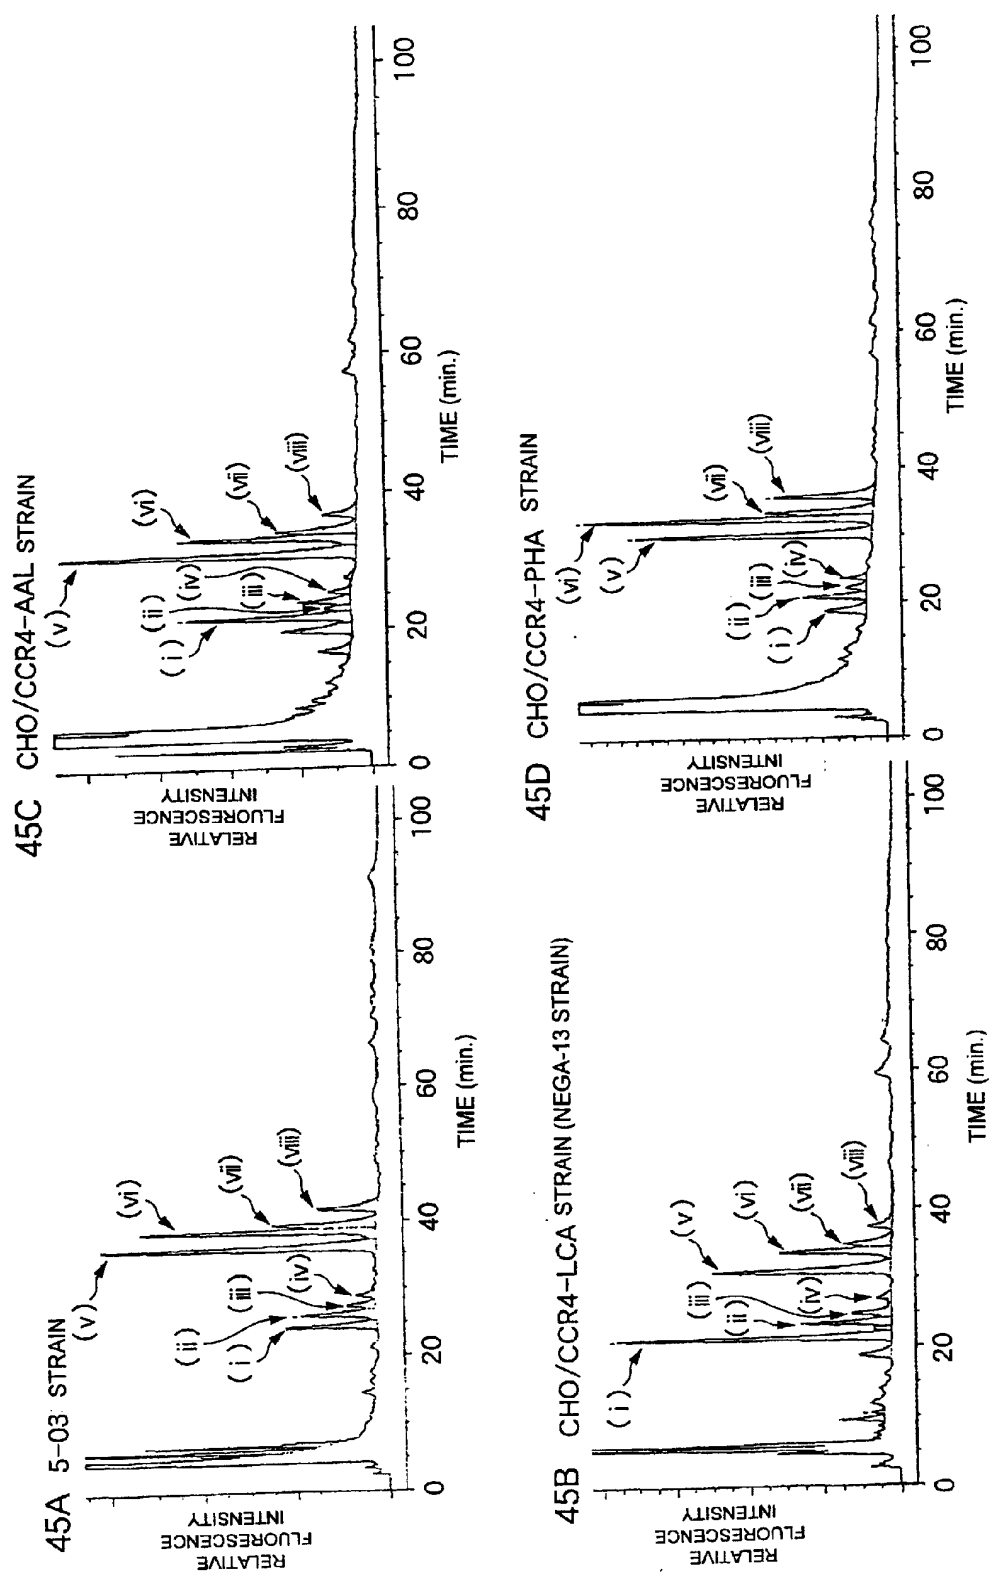 45A 5-03 STRAIN
RELATIVE
FLUORESCENCE
INTENSITY
(i)
(ii)
(iii)
(iv)
(v)
(vi)
(vii)
(viii)
0
20
40
60
80
100
TIME (min.)
45B CHO/CCR4-LCA STRAIN (NEGA-13 STRAIN)
RELATIVE
FLUORESCENCE
INTENSITY
(i)
(ii)
(iii)
(iv)
(v)
(vi)
(vii)
(viii)
0
20
40
60
80
100
TIME (min.)
45C CHO/CCR4-AAL STRAIN
RELATIVE
FLUORESCENCE
INTENSITY
(i)
(ii)
(iii)
(iv)
(v)
(vi)
(vii)
(viii)
0
20
40
60
80
100
TIME (min.)
45D CHO/CCR4-PHA STRAIN
RELATIVE
FLUORESCENCE
INTENSITY
(i)
(ii)
(iii)
(iv)
(v)
(vi)
(vii)
(viii)
0
20
40
60
80
100
TIME (min.)